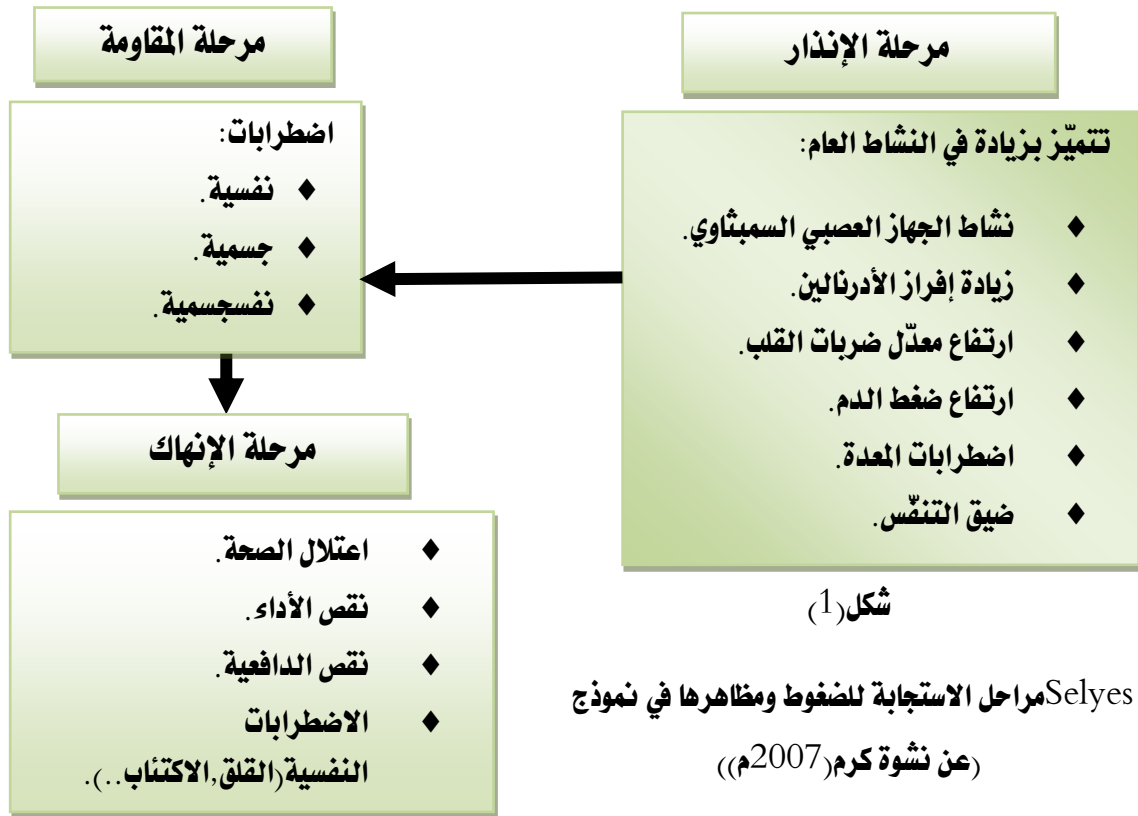 مرحلة الإنذار
تتميّز بزيادة في النشاط العام:
♦ نشاط الجهاز العصبي السمبثاوي.
♦ زيادة إفراز الأدرنالين.
♦ ارتفاع معدّل ضربات القلب.
♦ ارتفاع ضغط الدم.
♦ اضطرابات المعدة.
♦ ضيق التنفّس.
مرحلة المقاومة
اضطرابات:
♦ نفسية.
♦ جسمية.
♦ نفسجسمية.
مرحلة الإنهاك
♦ اعتلال الصحة.
♦ نقص الأداء.
♦ نقص الدافعية.
♦ الاضطرابات
النفسية(القلق,الاكتئاب..).
شكل(1)
Selyesمراحل الاستجابة للضغوط ومظاهرها في نموذج
(عن نشوة كرم(2007م))